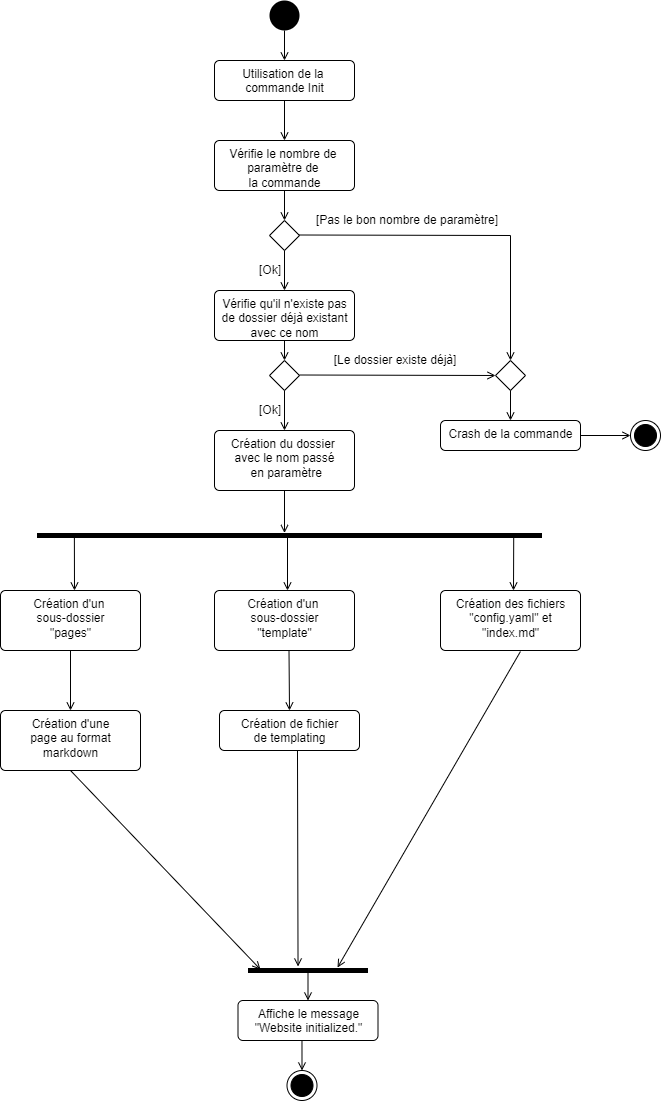 Utilisation de la
commande Init
Vérifie le nombre de
paramètre de
la commande
[Pas le bon nombre de paramètre]
[Ok]
Vérifie qu'il n'existe pas
de dossier déjà existant
avec ce nom
[Le dossier existe déjà]
[Ok]
Création du dossier
avec le nom passé
en paramètre
Crash de la commande
Création d'un
sous-dossier
"pages"
Création d'un
sous-dossier
"template"
Création des fichiers
"config.yaml" et
"index.md"
Création d'une
page au format
markdown
Création de fichier
de templating
Affiche le message
"Website initialized."